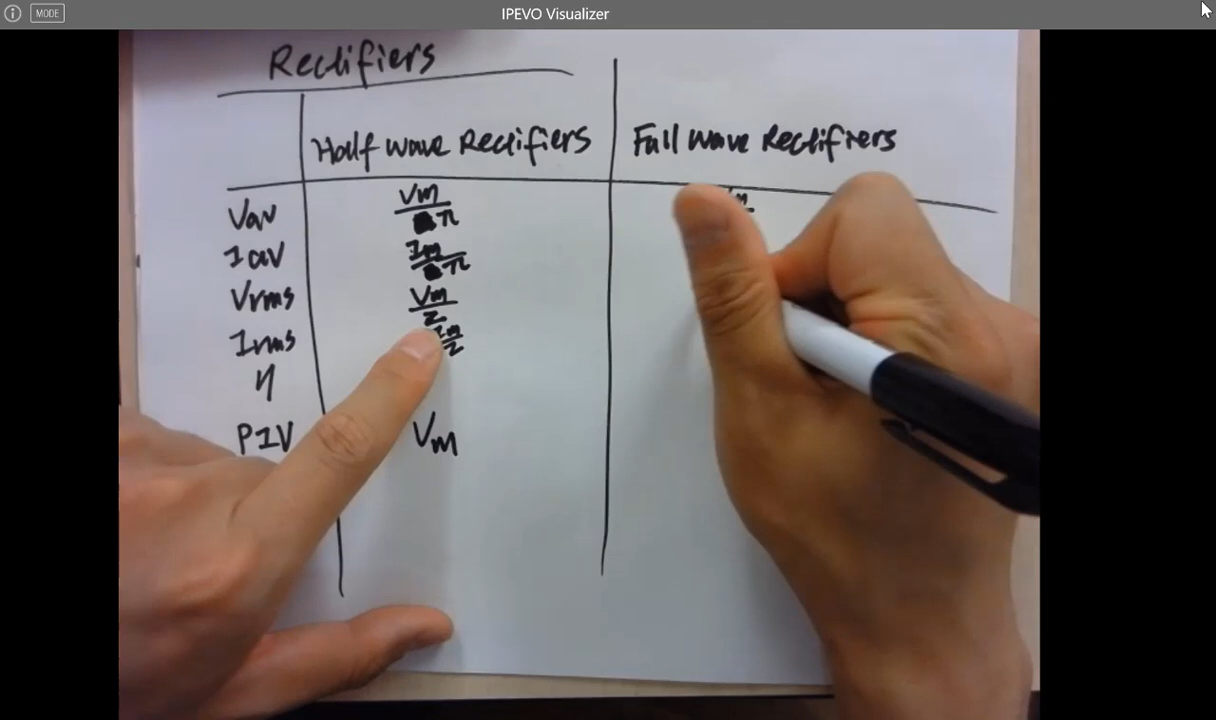 MODE
IPEVO Visualizer
Rectifiers
Half wave Rectifiers
Full wave Rectifiers
Vav
Vm
π
Iav
Im
π
Vrms
Vm
2
Irms
2
η
PIV
Vm